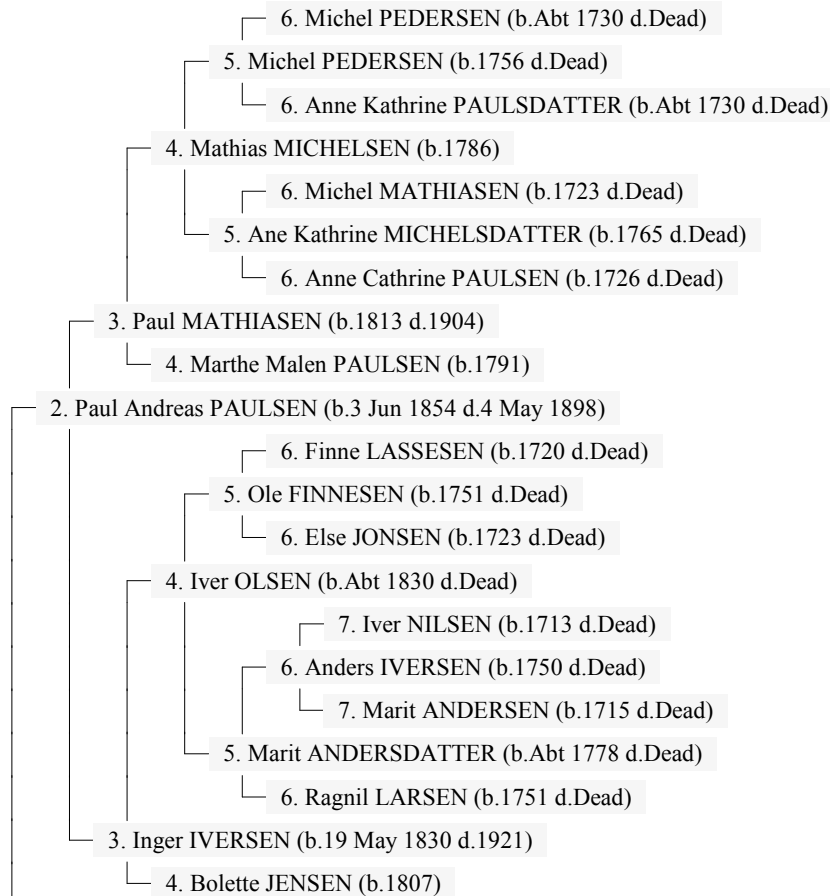 6. Michel PEDERSEN (b.Abt 1730 d.Dead)
5. Michel PEDERSEN (b.1756 d.Dead)
6. Anne Kathrine PAULSDATTER (b.Abt 1730 d.Dead)
4. Mathias MICHELSEN (b.1786)
6. Michel MATHIASEN (b.1723 d.Dead)
5. Ane Kathrine MICHELSDATTER (b.1765 d.Dead)
6. Anne Cathrine PAULSEN (b.1726 d.Dead)
3. Paul MATHIASEN (b.1813 d.1904)
4. Marthe Malen PAULSEN (b.1791)
2. Paul Andreas PAULSEN (b.3 Jun 1854 d.4 May 1898)
6. Finne LASSESEN (b.1720 d.Dead)
5. Ole FINNESEN (b.1751 d.Dead)
6. Else JONSEN (b.1723 d.Dead)
4. Iver OLSEN (b.Abt 1830 d.Dead)
7. Iver NILSEN (b.1713 d.Dead)
6. Anders IVERSEN (b.1750 d.Dead)
7. Marit ANDERSEN (b.1715 d.Dead)
5. Marit ANDERSDATTER (b.Abt 1778 d.Dead)
6. Ragnil LARSEN (b.1751 d.Dead)
3. Inger IVERSEN (b.19 May 1830 d.1921)
4. Bolette JENSEN (b.1807)